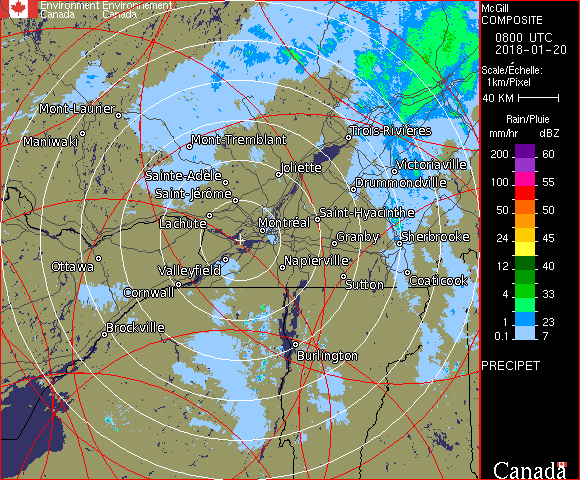 Environment Environnement
Canada Canada
McGill
COMPOSITE
0800 UTC
2018-01-20
Scale/Échelle:
1km/Pixel
40 KM
Rain/Pluie
mm/hr dBZ
200 60
100 55
50 50
24 45
12 40
4 33
1 23
0.1 7
PRECIPET
Canada
Mont-Laurier
Maniwaki
Mont-Tremblant
Trois-Rivières
Joliette
Victoriaville
Sainte-Adèle
Drummondville
Saint-Jérôme
Saint-Hyacinthe
Lachute
Montréal
Granby
Sherbrooke
Ottawa
Valleyfield
Napierville
Cornwall
Sutton
Coaticook
Brockville
Burlington